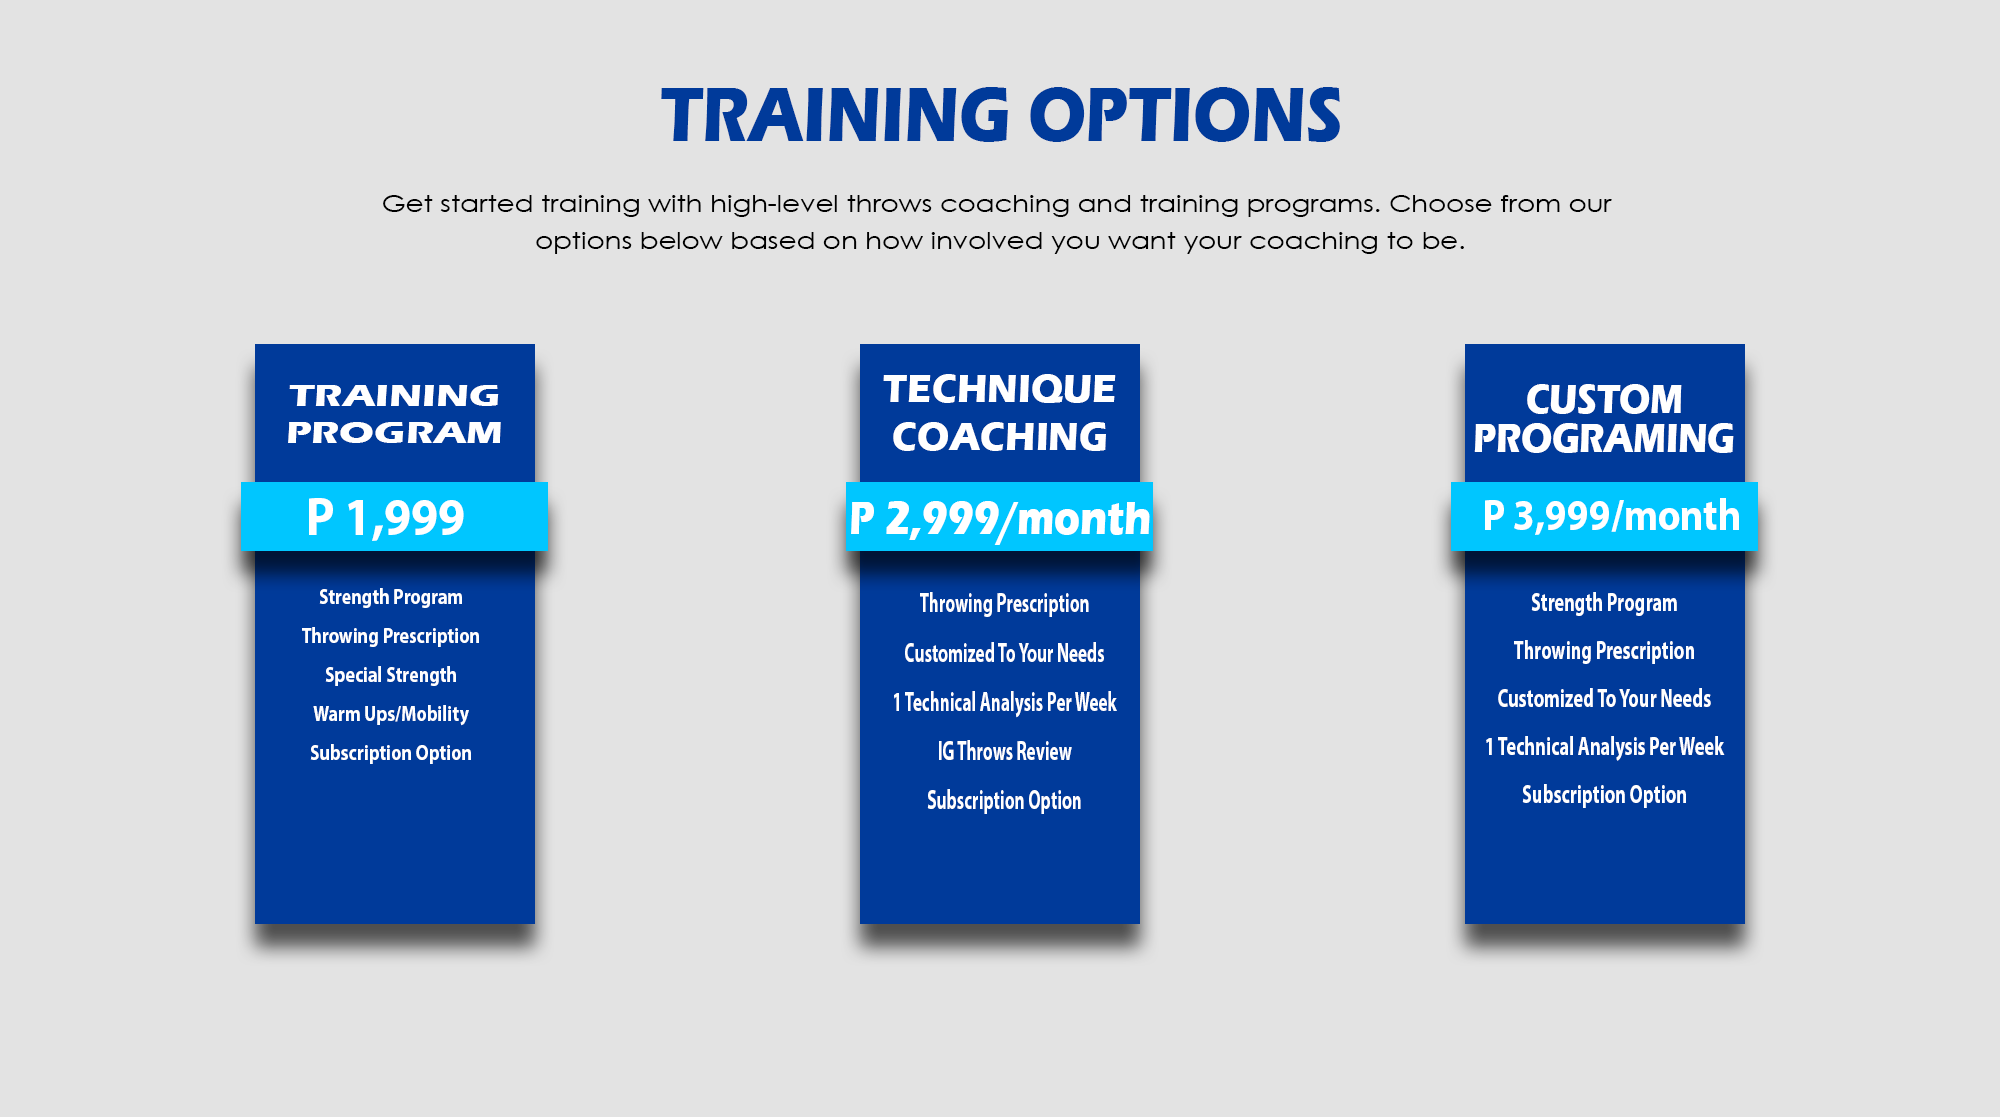 TRAINING OPTIONS
Get started training with high-level throws coaching and training programs. Choose from our
options below based on how involved you want your coaching to be.
TRAINING
PROGRAM
P 1,999
Strength Program
Throwing Prescription
Special Strength
Warm Ups/Mobility
Subscription Option
TECHNIQUE
COACHING
P 2,999/month
Throwing Prescription
Customized To Your Needs
1 Technical Analysis Per Week
IG Throws Review
Subscription Option
CUSTOM
PROGRAMING
P 3,999/month
Strength Program
Throwing Prescription
Customized To Your Needs
1 Technical Analysis Per Week
Subscription Option